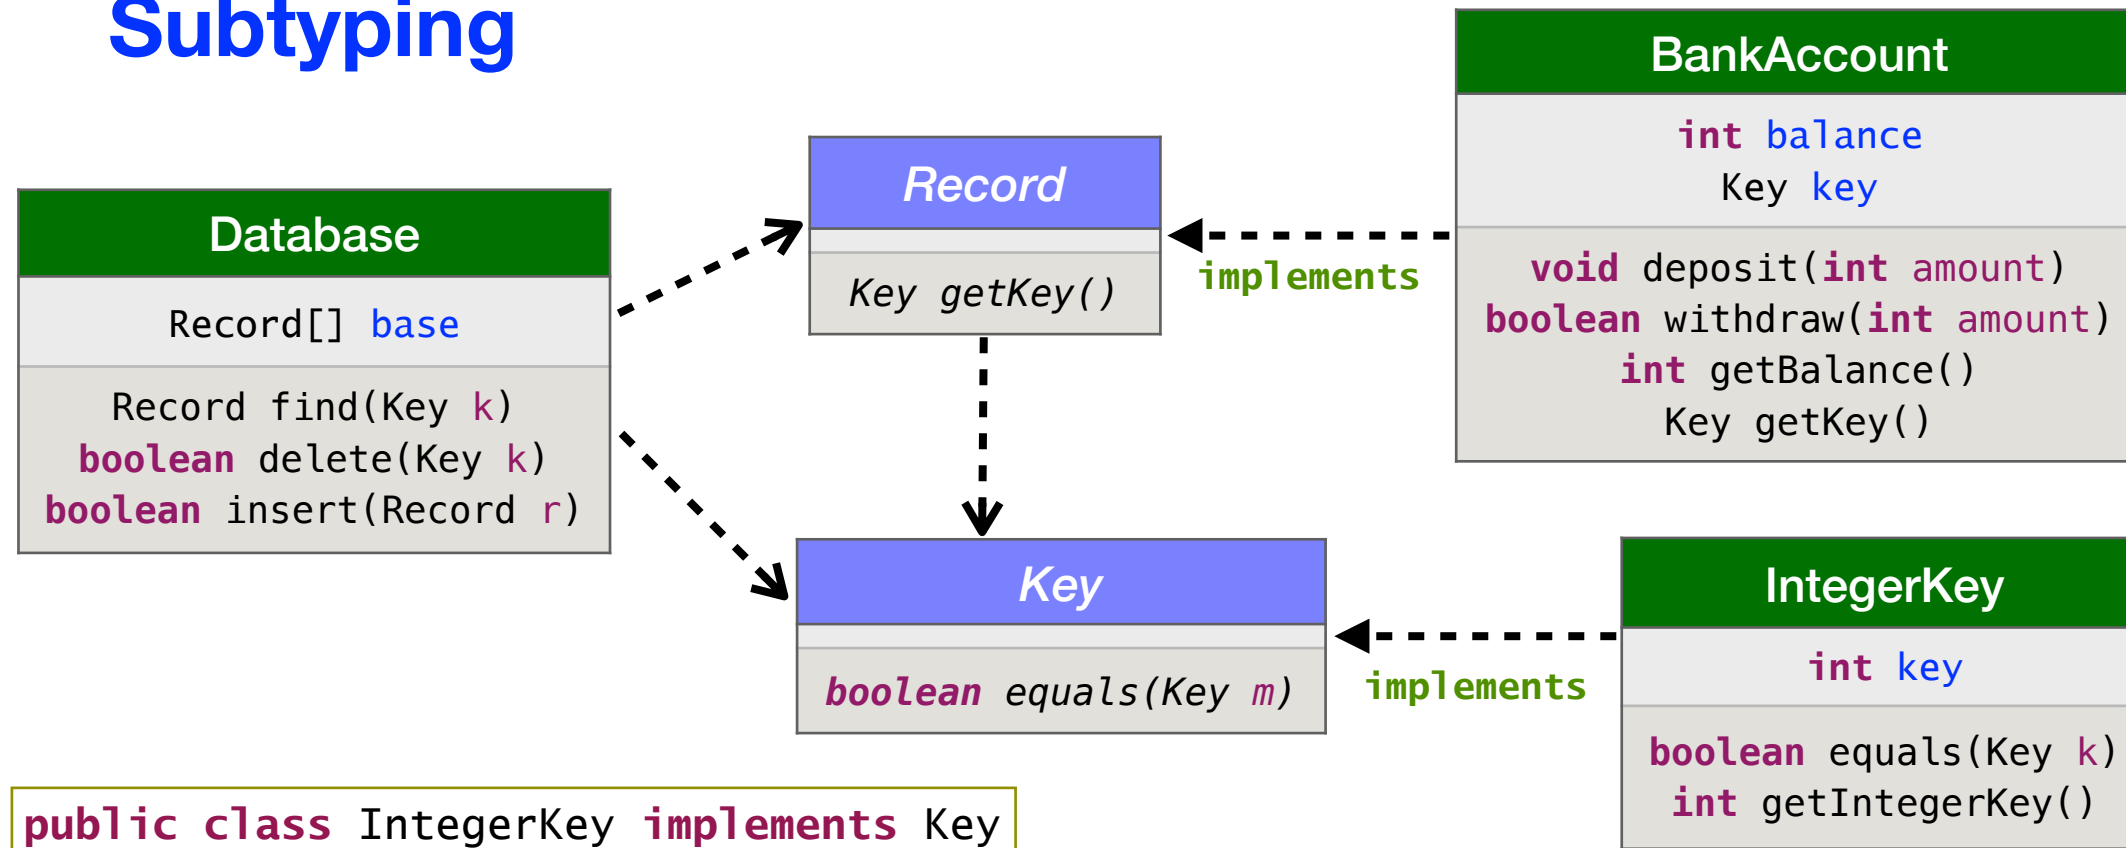 Subtyping
Database
Record[] base
Record find(Key k)
boolean delete(Key k)
boolean insert(Record r)
Record
Key getKey()
implements
BankAccount
int balance
Key key
void deposit(int amount)
boolean withdraw(int amount)
int getBalance()
Key getKey()
Key
boolean equals(Key m)
implements
IntegerKey
int key
boolean equals(Key k)
int getIntegerKey()
public class IntegerKey implements Key